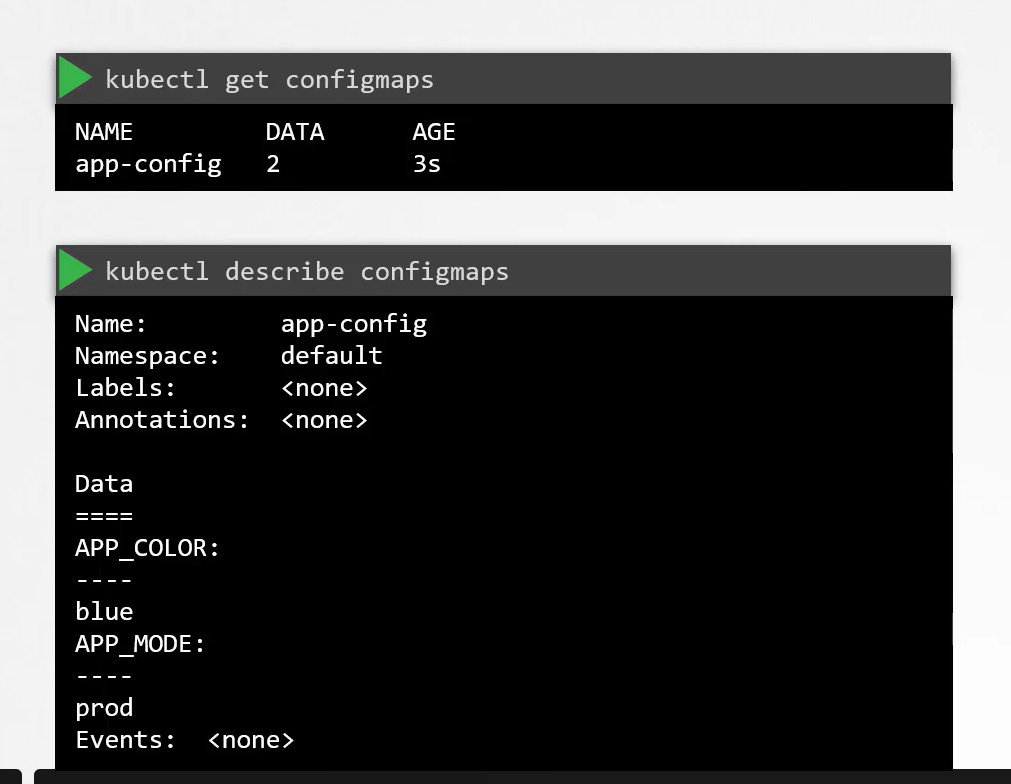 kubectl get configmaps
NAME DATA AGE
app-config 2 3s
kubectl describe configmaps
Name: app-config
Namespace: default
Labels: <none>
Annotations: <none>
Data
====
APP_COLOR:
----
blue
APP_MODE:
----
prod
Events: <none>